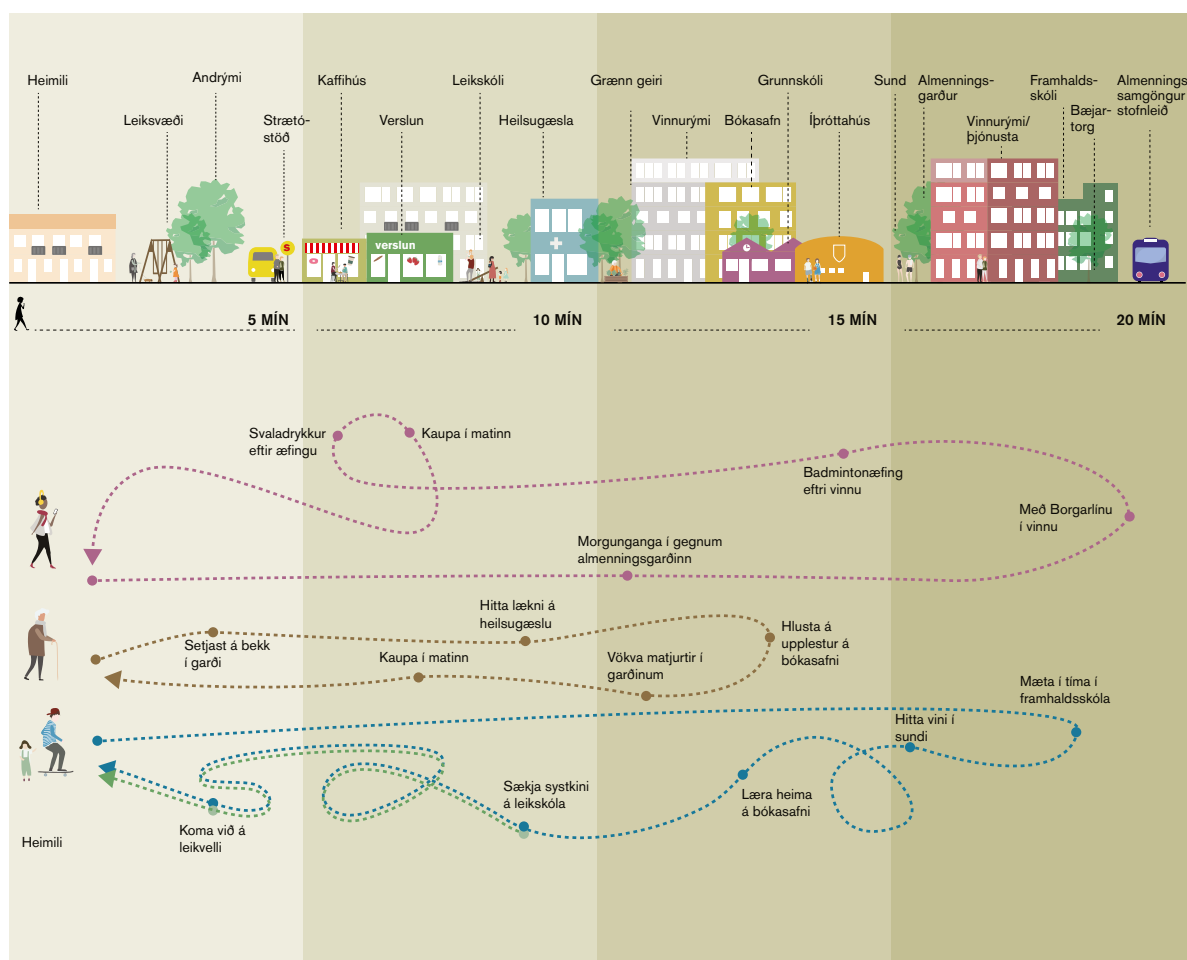 Heimili
Andrými
Kaffihús
Leikskóli
Grænn geiri
Grunnskóli
Sund
Almennings-
garður
Framhalds-
skóli
Almennings
samgöngur
stofnleið
Leiksvæði
Strætó-
stöð
Verslun
Heilsugæsla
Vinnurými
Bókasafn
Íþróttahús
Vinnurými/
þjónusta
Bæjar-
torg
S
verslun
5 MÍN
10 MÍN
15 MÍN
20 MÍN
Svaladrykkur
eftir æfingu
Kaupa í matinn
Badmintonæfing
eftri vinnu
Með Borgarlínu
í vinnu
Morgunganga í gegnum
almenningsgarðinn
Hitta lækni á
heilsugæslu
Setjast á bekk
í garði
Kaupa í matinn
Vökva matjurtir í
garðinum
Hlusta á
upplestur á
bókasafni
Mæta í tíma í
framhaldsskóla
Hitta vini í
sundi
Sækja systkini
á leikskóla
Læra heima
á bókasafni
Koma við á
leikvelli
Heimili